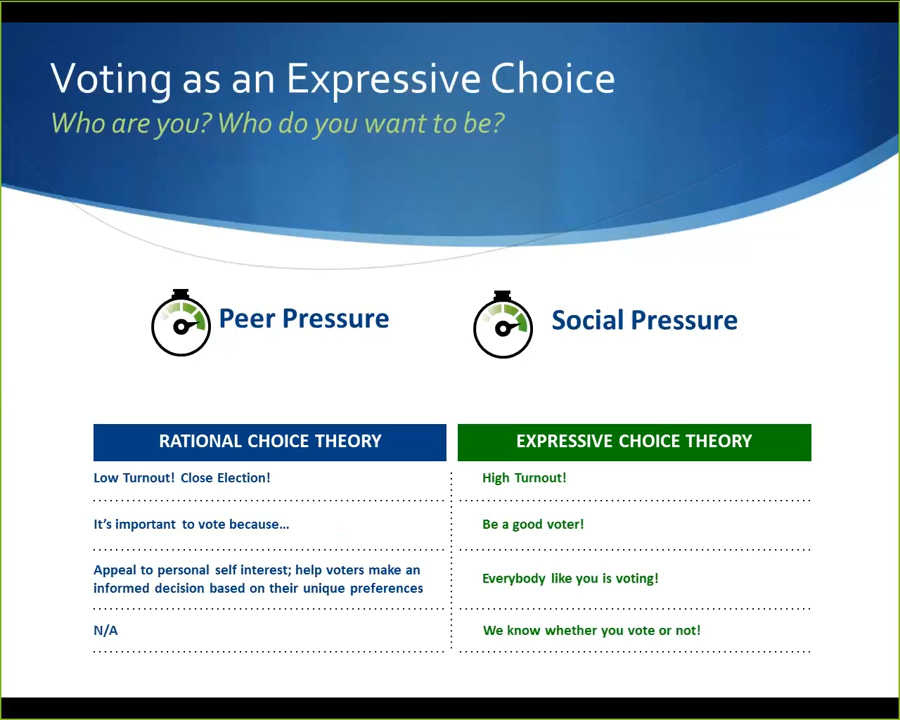 Voting as an Expressive Choice
Who are you? Who do you want to be?
Peer Pressure
Social Pressure
RATIONAL CHOICE THEORY
EXPRESSIVE CHOICE THEORY
Low Turnout! Close Election!
High Turnout!
It’s important to vote because…
Be a good voter!
Appeal to personal self interest; help voters make an
informed decision based on their unique preferences
Everybody like you is voting!
N/A
We know whether you vote or not!